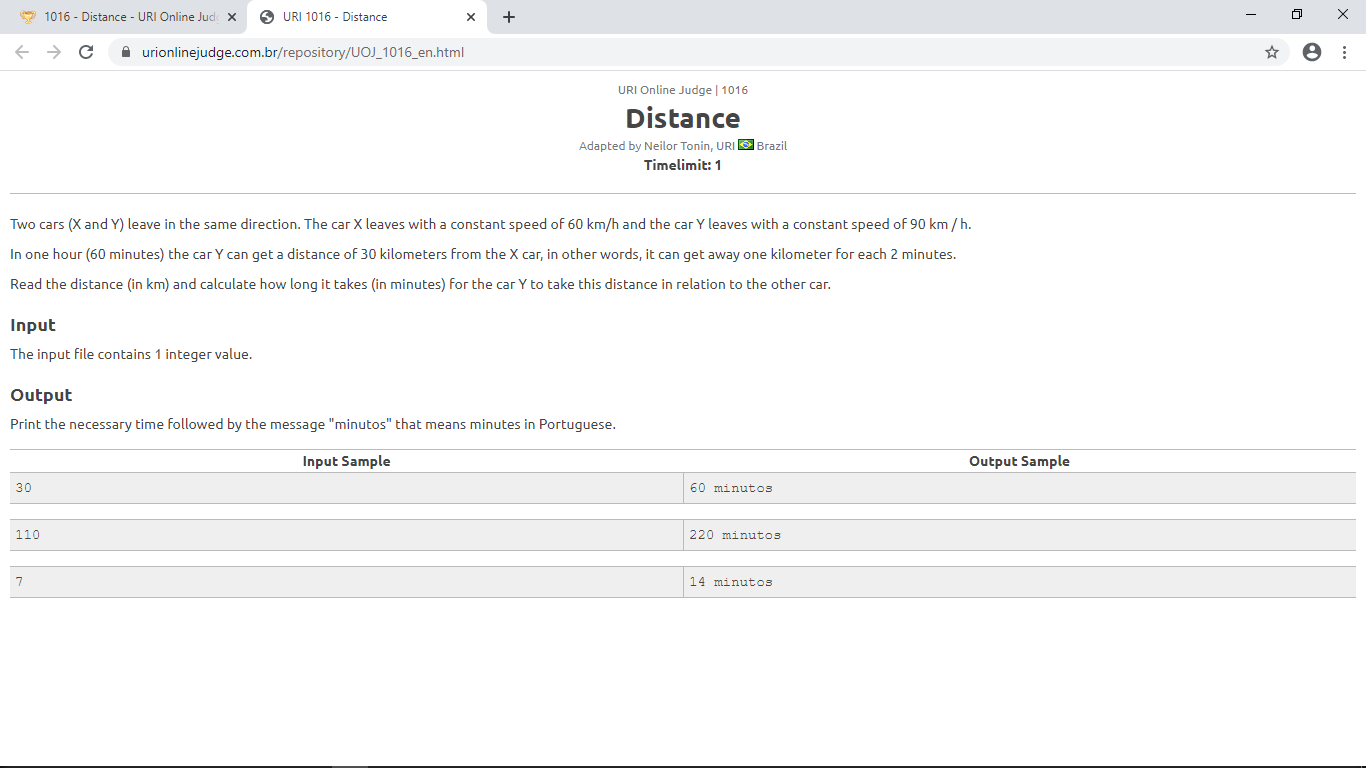 1016 - Distance - URI Online Jud
URI 1016 - Distance
urionlinejudge.com.br/repository/UOJ_1016_en.html
URI Online Judge | 1016
Distance
Adapted by Neilor Tonin, URI Brazil
Timelimit: 1
Two cars (X and Y) leave in the same direction. The car X leaves with a constant speed of 60 km/h and the car Y leaves with a constant speed of 90 km / h.
In one hour (60 minutes) the car Y can get a distance of 30 kilometers from the X car, in other words, it can get away one kilometer for each 2 minutes.
Read the distance (in km) and calculate how long it takes (in minutes) for the car Y to take this distance in relation to the other car.
Input
The input file contains 1 integer value.
Output
Print the necessary time followed by the message "minutos" that means minutes in Portuguese.
Input Sample Output Sample
30 60 minutos
110 220 minutos
7 14 minutos